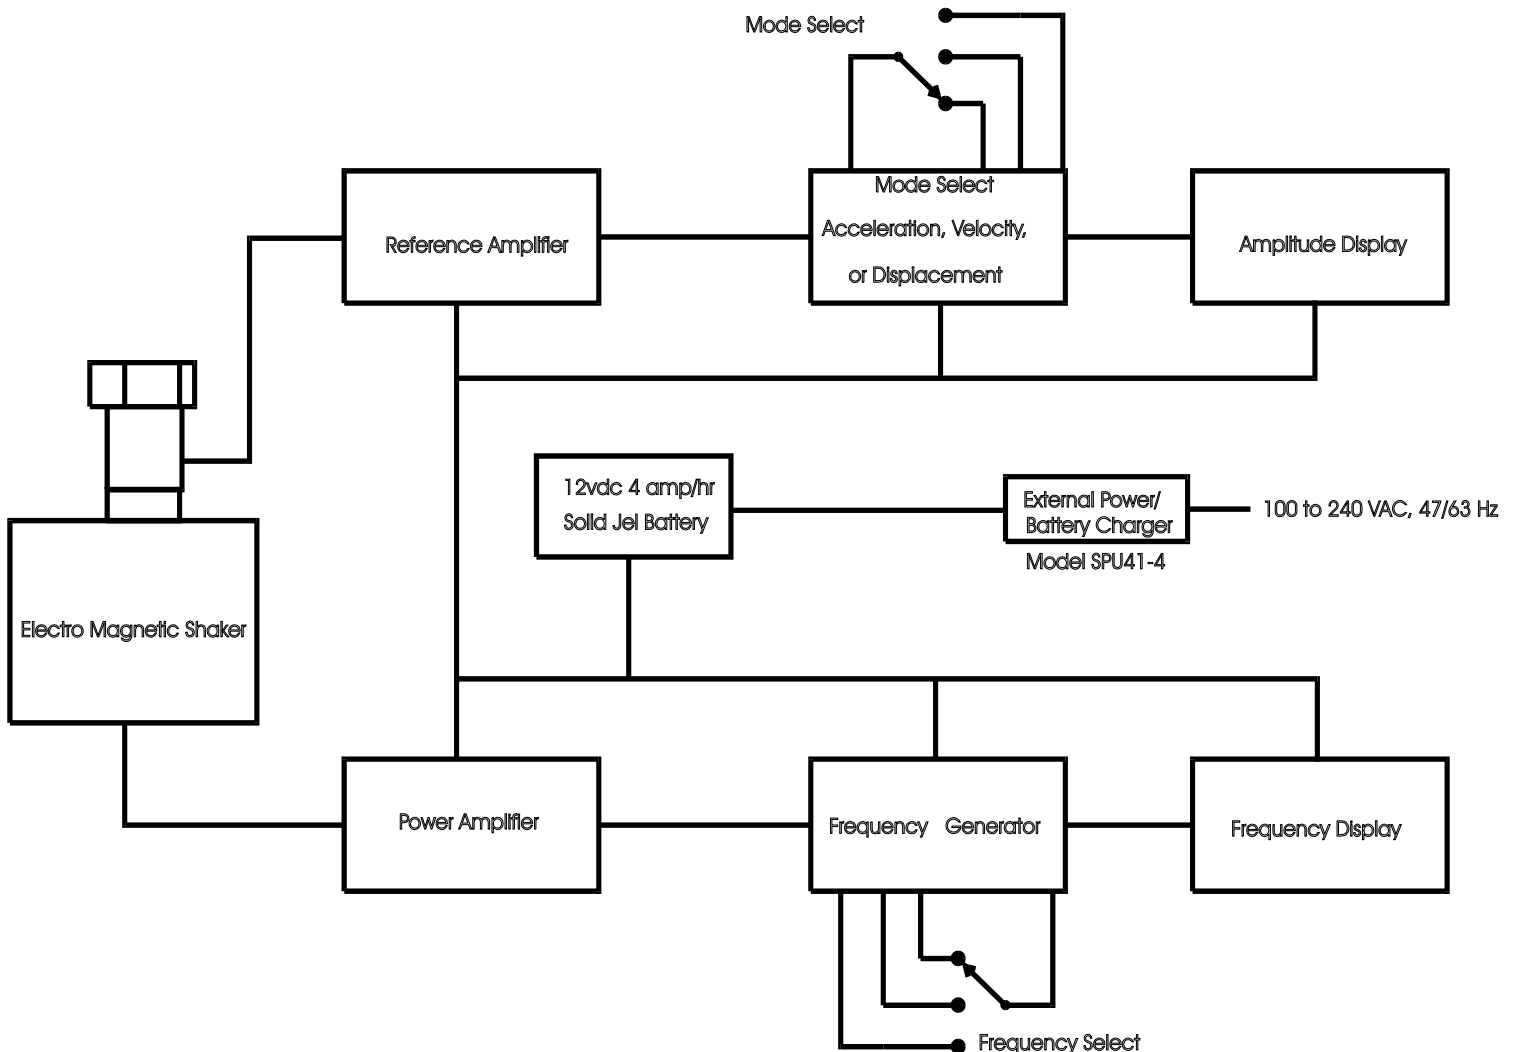 Mode Select
Mode Select
Acceleration, Velocity,
or Displacement
Reference Amplifier
Amplitude Display
12vdc 4 amp/hr
Solid Jel Battery
External Power/
Battery Charger
Model SPU41-4
100 to 240 VAC, 47/63 Hz
Electro Magnetic Shaker
Power Amplifier
Frequency Generator
Frequency Display
Frequency Select